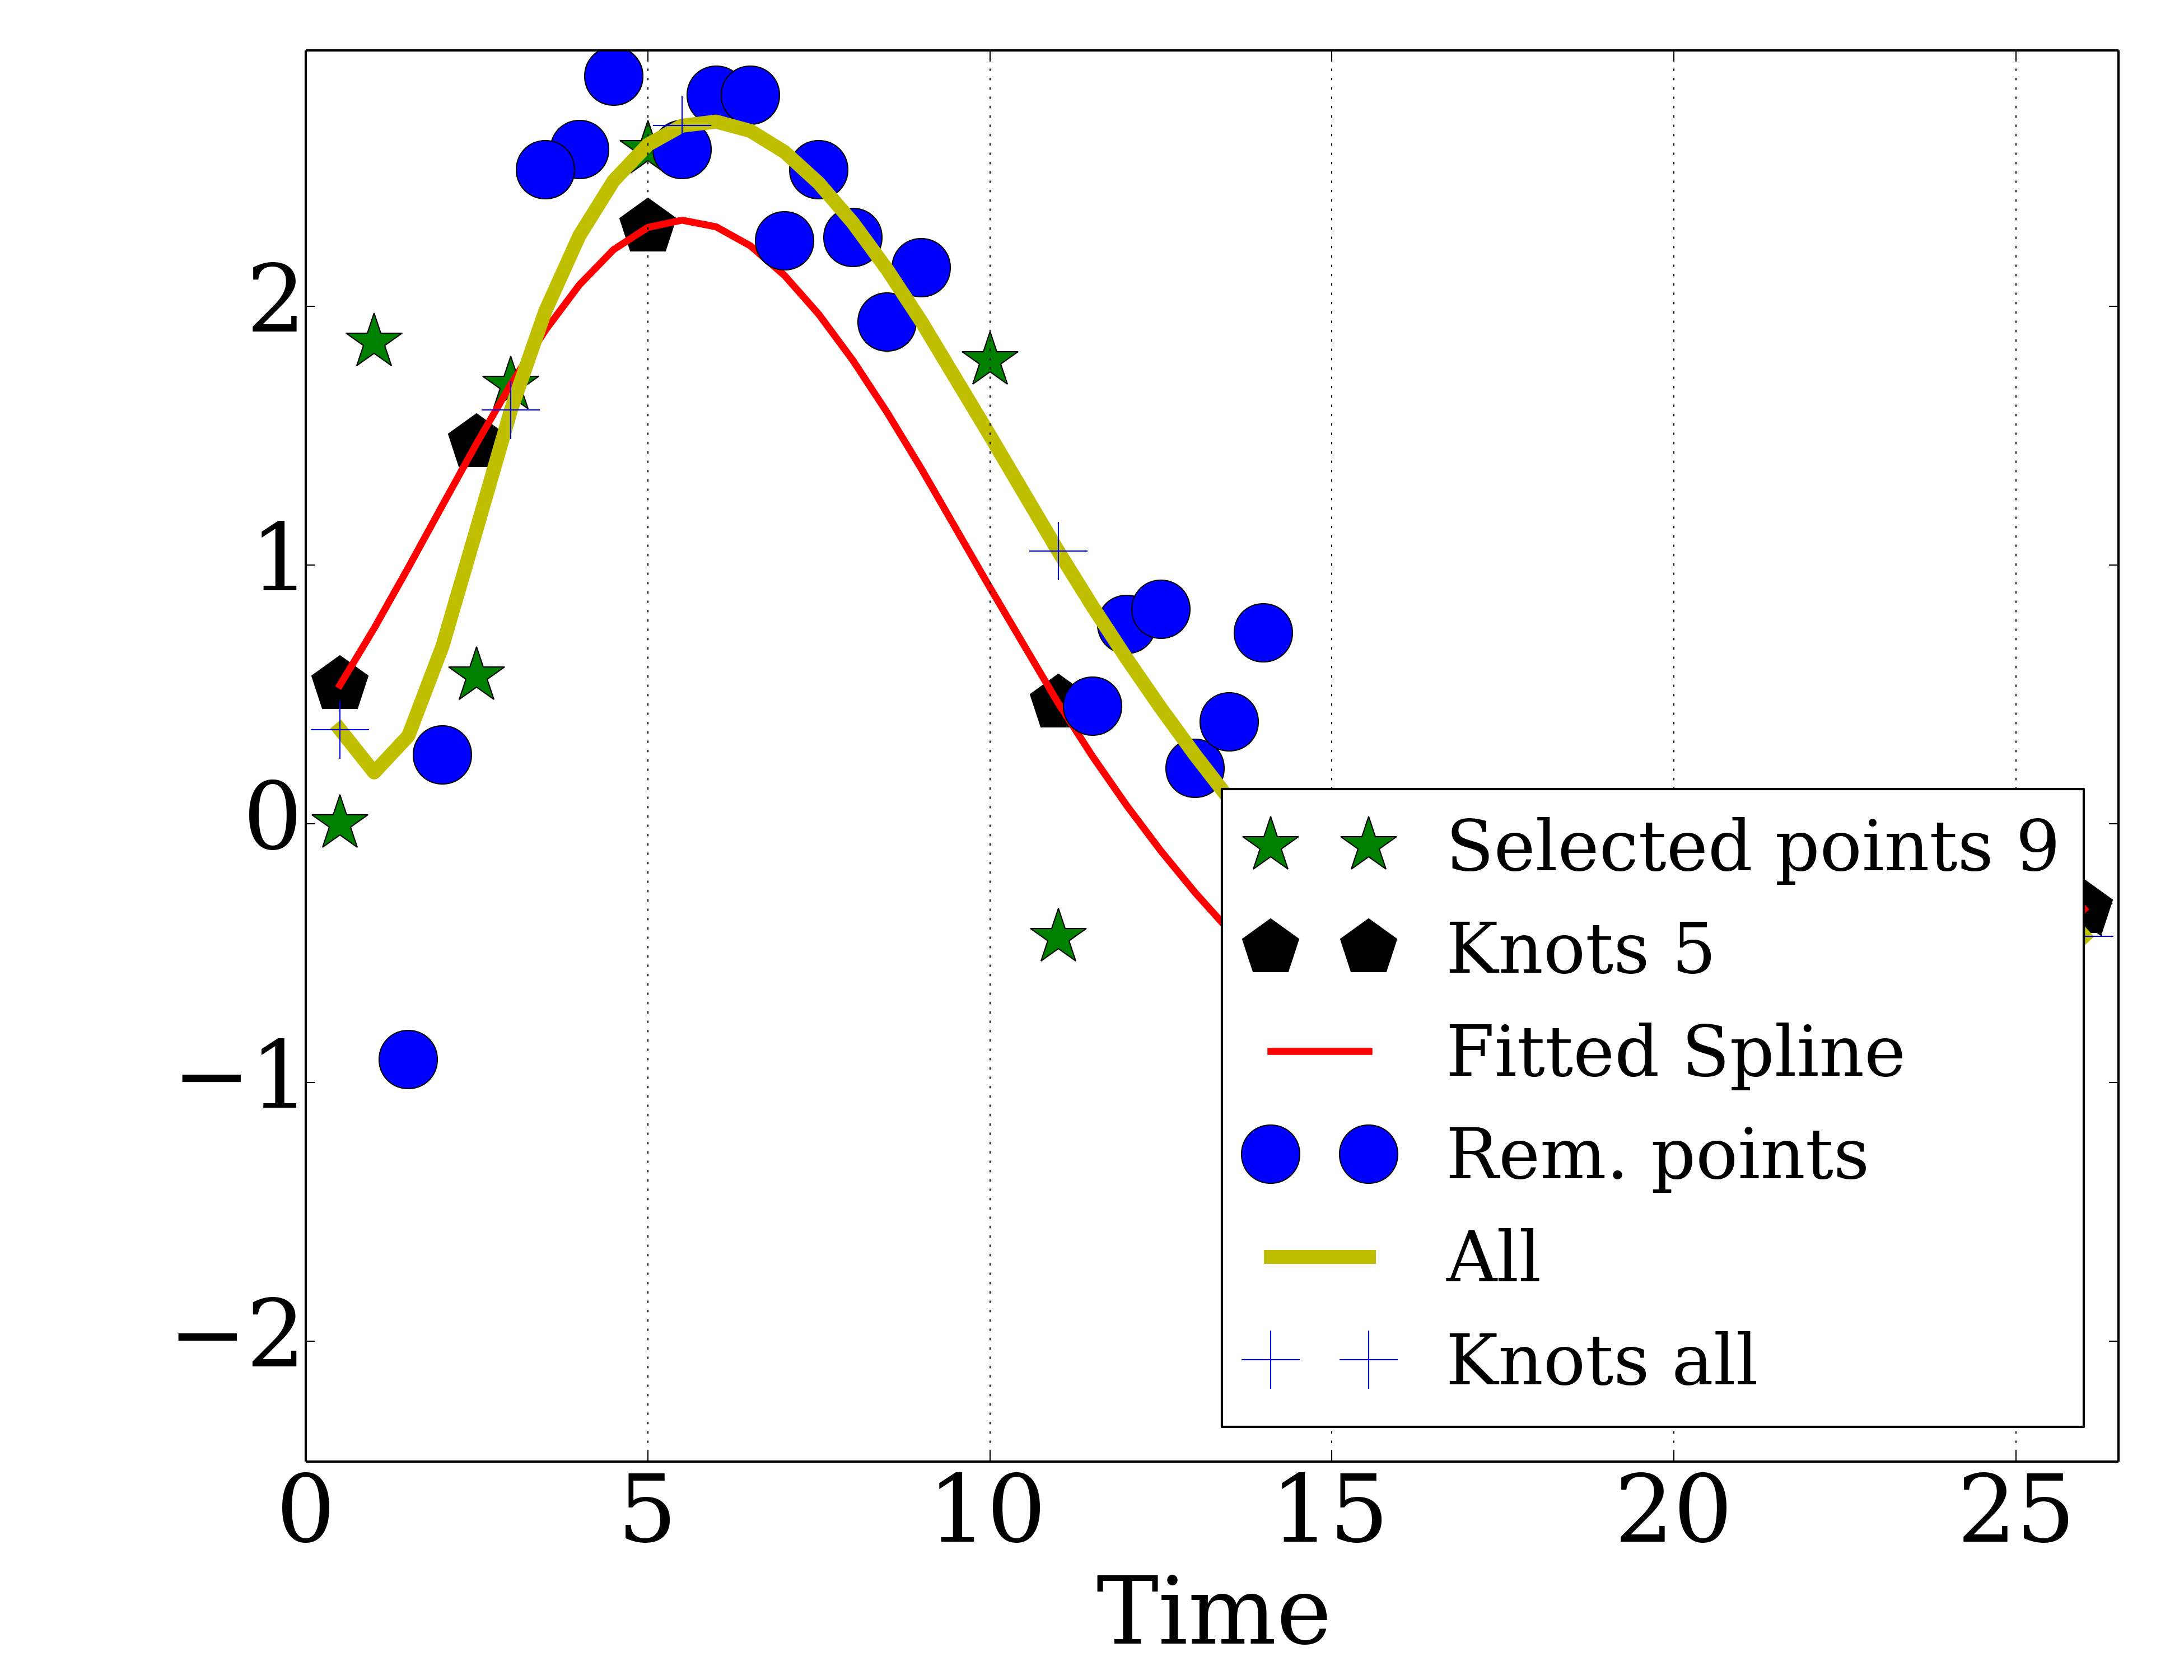 2
1
0
−1
−2
Selected points 9
Knots 5
Fitted Spline
Rem. points
All
Knots all
0 5 10 15 20 25
Time